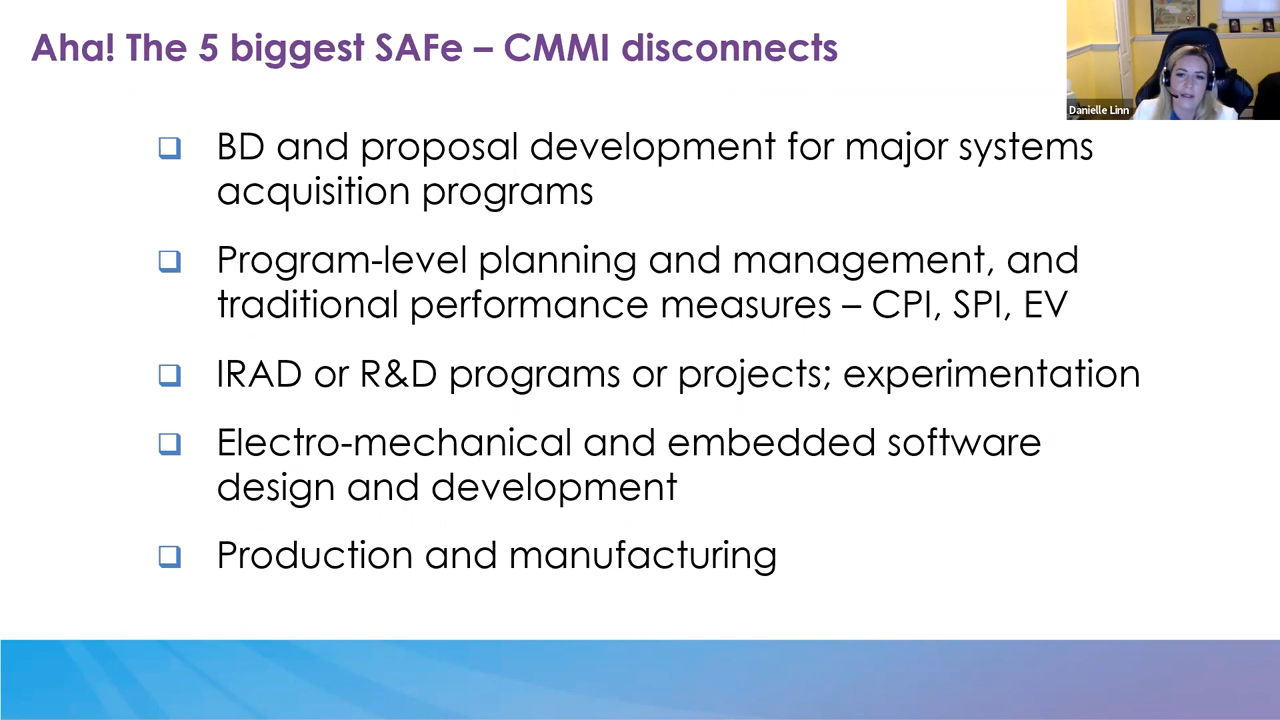 Aha! The 5 biggest SAFe – CMMI disconnects
Danielle Linn
BD and proposal development for major systems
acquisition programs
Program-level planning and management, and
traditional performance measures – CPI, SPI, EV
IRAD or R&D programs or projects; experimentation
Electro-mechanical and embedded software
design and development
Production and manufacturing